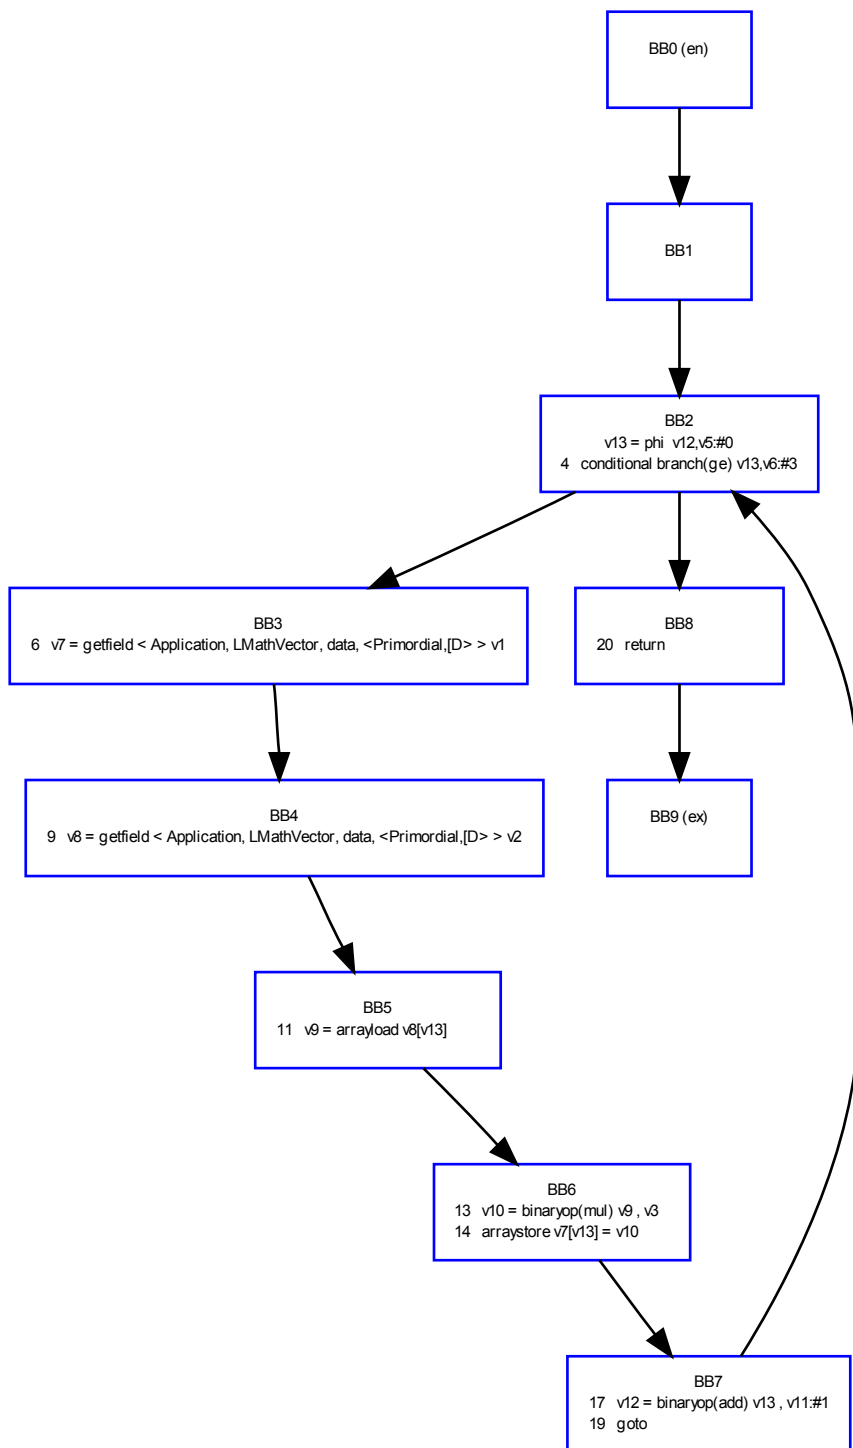 BB0 (en)
BB1
BB2
v13 = phi v12,v5:#0
4 conditional branch(ge) v13,v6:#3
BB3
6 v7 = getfield < Application, LMathVector, data, <Primordial,[D> > v1
BB8
20 return
BB4
9 v8 = getfield < Application, LMathVector, data, <Primordial,[D> > v2
BB9 (ex)
BB5
11 v9 = arrayload v8[v13]
BB6
13 v10 = binaryop(mul) v9 , v3
14 arraystore v7[v13] = v10
BB7
17 v12 = binaryop(add) v13 , v11:#1
19 goto